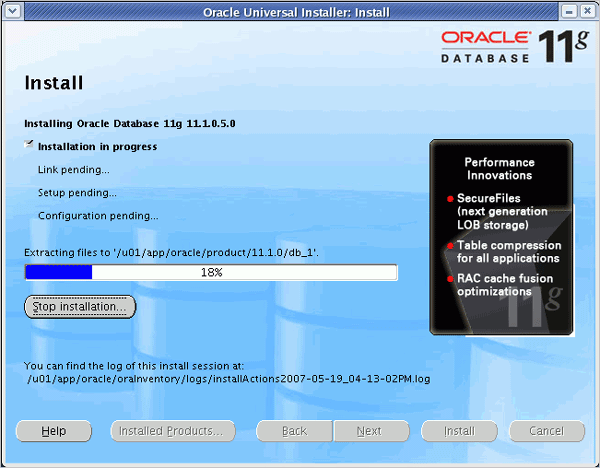 Oracle Universal Installer: Install
ORACLE
DATABASE
11g
Install
Installing Oracle Database 11g 11.1.0.5.0
Installation in progress
Link pending...
Setup pending...
Configuration pending...
Extracting files to '/u01/app/oracle/product/11.1.0/db_1'.
18%
Stop installation...
Performance
Innovations
SecureFiles
(next generation
LOB storage)
Table compression
for all applications
RAC cache fusion
optimizations
11g
You can find the log of this install session at:
/u01/app/oracle/oraInventory/logs/installActions2007-05-19_04-13-02PM.log
Help
Installed Products...
Back
Next
Install
Cancel